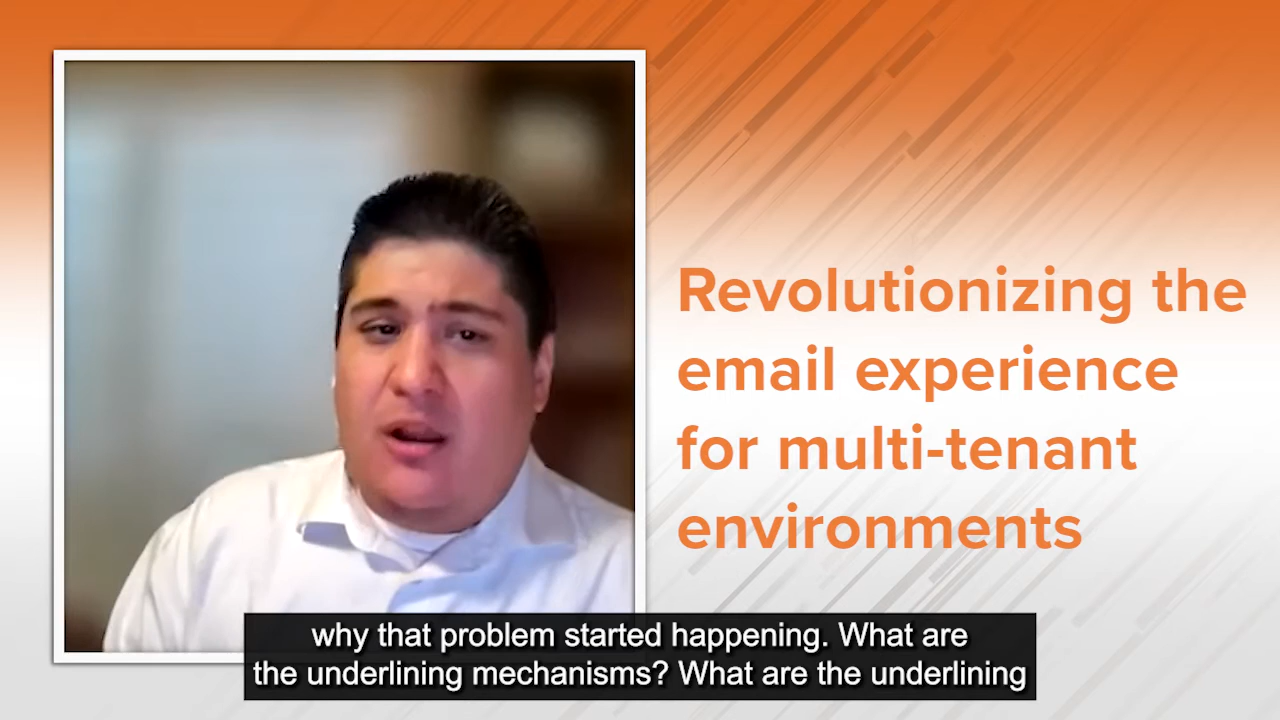 Revolutionizing the
email experience
for multi-tenant
environments
why that problem started happening. What are
the underlining mechanisms? What are the underlining